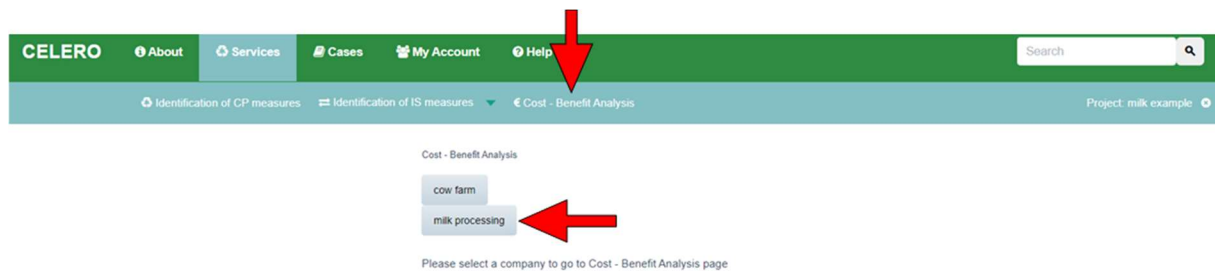 CELERO About Services Cases My Account Help Search
Identification of CP measures Identification of IS measures € Cost - Benefit Analysis Project: milk example
Cost - Benefit Analysis
cow farm
milk processing
Please select a company to go to Cost - Benefit Analysis page